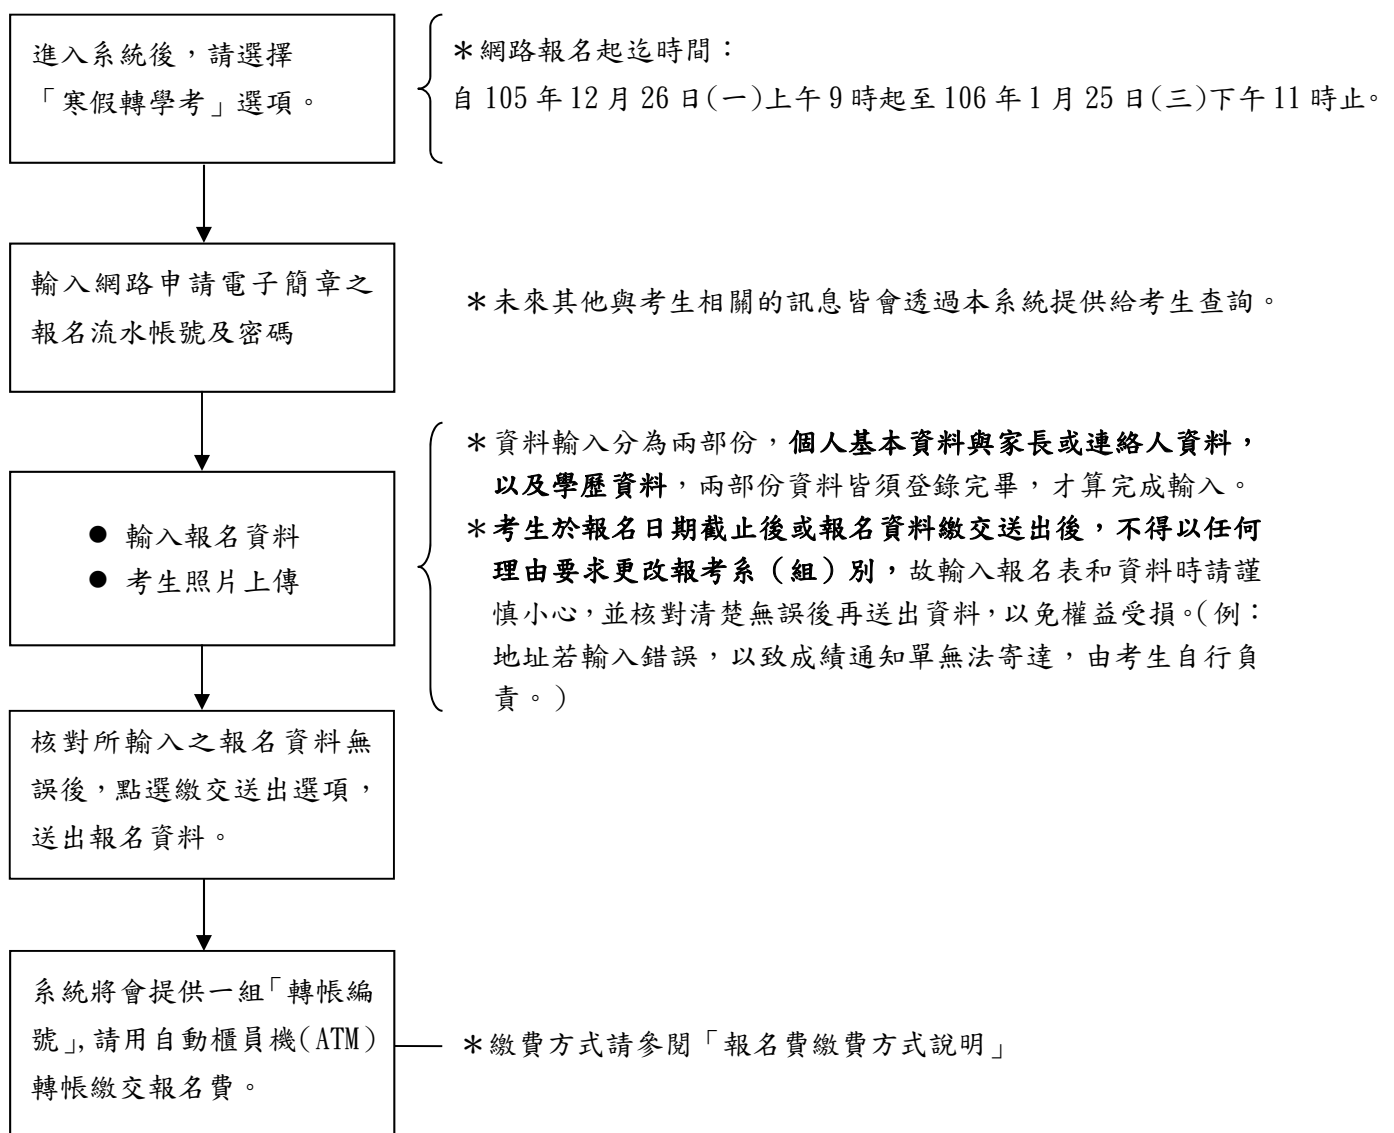 進入系統後，請選擇
「寒假轉學考」選項。
＊網路報名起迄時間：
自 105 年 12 月 26 日(一)上午 9 時起至 106 年 1 月 25 日(三)下午 11 時止。
輸入網路申請電子簡章之
報名流水帳號及密碼
＊未來其他與考生相關的訊息皆會透過本系統提供給考生查詢。
● 輸入報名資料
● 考生照片上傳
＊資料輸入分為兩部份，個人基本資料與家長或連絡人資料，
以及學歷資料，兩部份資料皆須登錄完畢，才算完成輸入。
＊考生於報名日期截止後或報名資料繳交送出後，不得以任何
理由要求更改報考系（組）別，故輸入報名表和資料時請謹
慎小心，並核對清楚無誤後再送出資料，以免權益受損。(例：
地址若輸入錯誤，以致成績通知單無法寄達，由考生自行負
責。)
核對所輸入之報名資料無
誤後，點選繳交送出選項，
送出報名資料。
系統將會提供一組「轉帳編
號」,請用自動櫃員機(ATM)
轉帳繳交報名費。
＊繳費方式請參閱「報名費繳費方式說明」